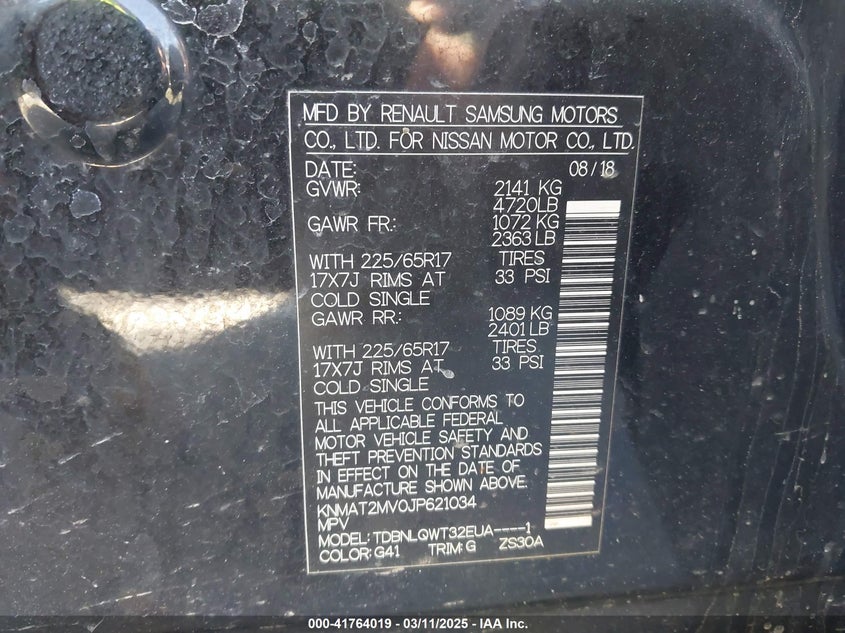 MFD BY RENAULT SAMSUNG MOTORS
CO., LTD. FOR NISSAN MOTOR CO., LTD.
DATE: 08/18
GVWR: 2141 KG
4720LB
GAWR FR.: 1072 KG
2363 LB
WITH 225/65R17 TIRES
17X7J RIMS AT 33 PSI
COLD SINGLE
GAWR RR.: 1089 KG
2401 LB
WITH 225/65R17 TIRES
17X7J RIMS AT 33 PSI
COLD SINGLE
THIS VEHICLE CONFORMS TO
ALL APPLICABLE FEDERAL
MOTOR VEHICLE SAFETY AND
THEFT PREVENTION STANDARDS
IN EFFECT ON THE DATE OF
MANUFACTURE SHOWN ABOVE.
KNMAT2MV0JP621034
MPV
MODEL: TDBNLQWT32EUA----1
COLOR: G41 TRIM: G ZS30A
000-41764019 - 03/11/2025 - IAA Inc.